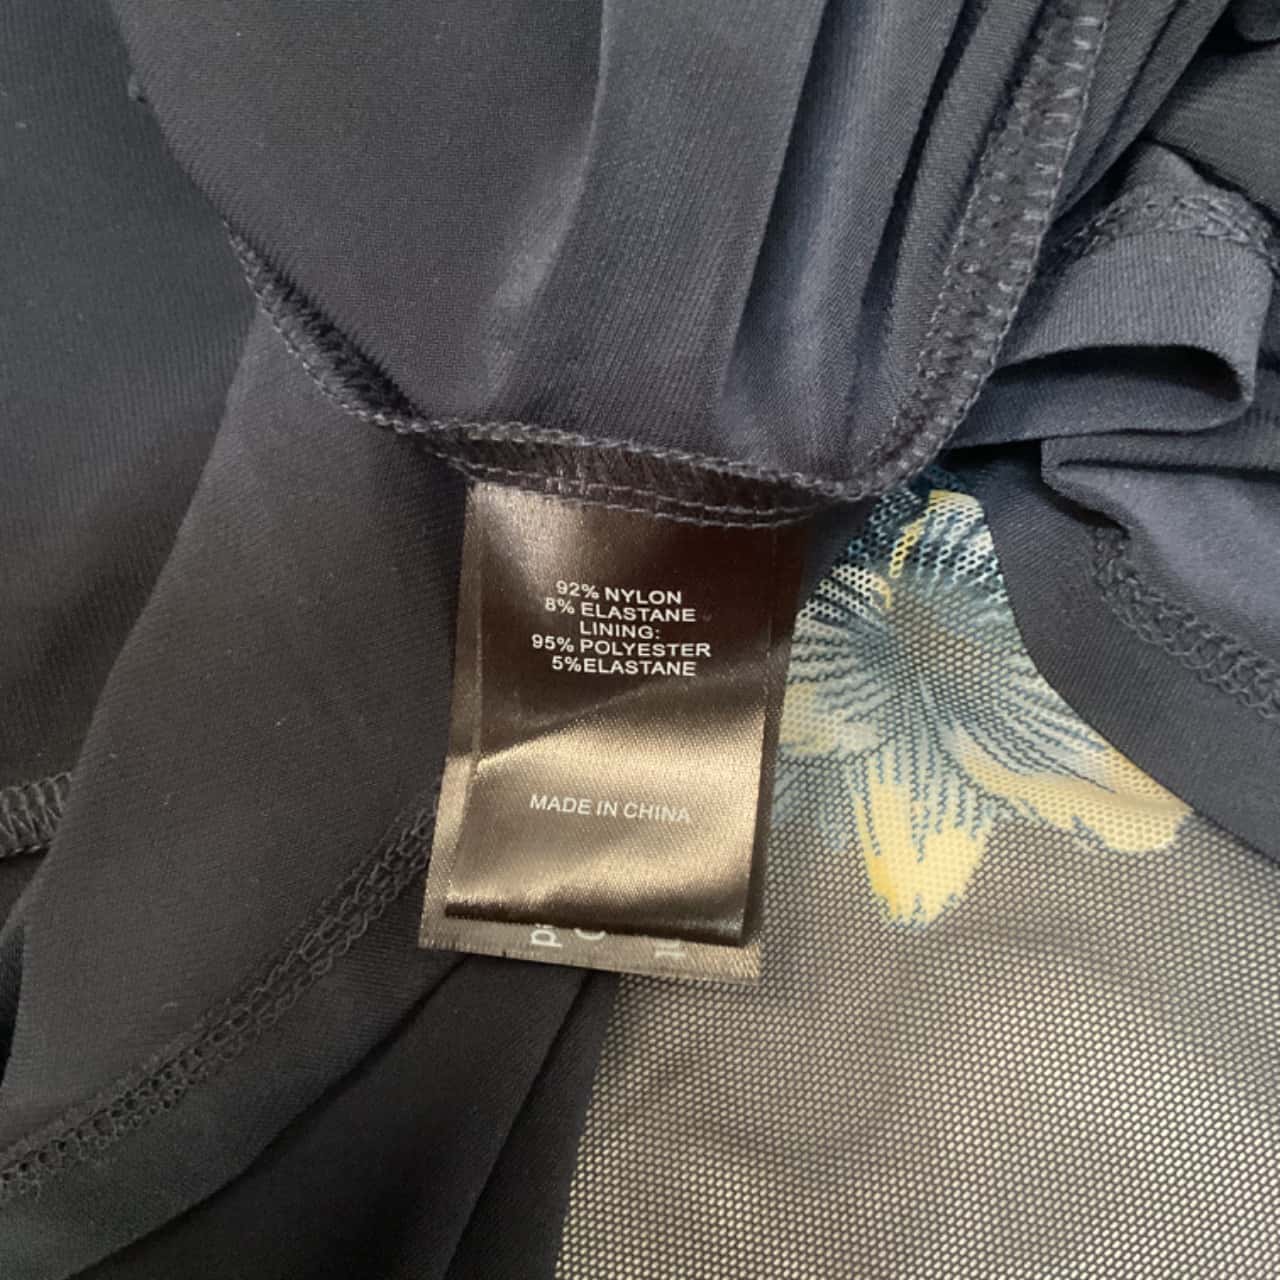 92% NYLON
8% ELASTANE
LINING:
95% POLYESTER
5%ELASTANE
MADE IN CHINA